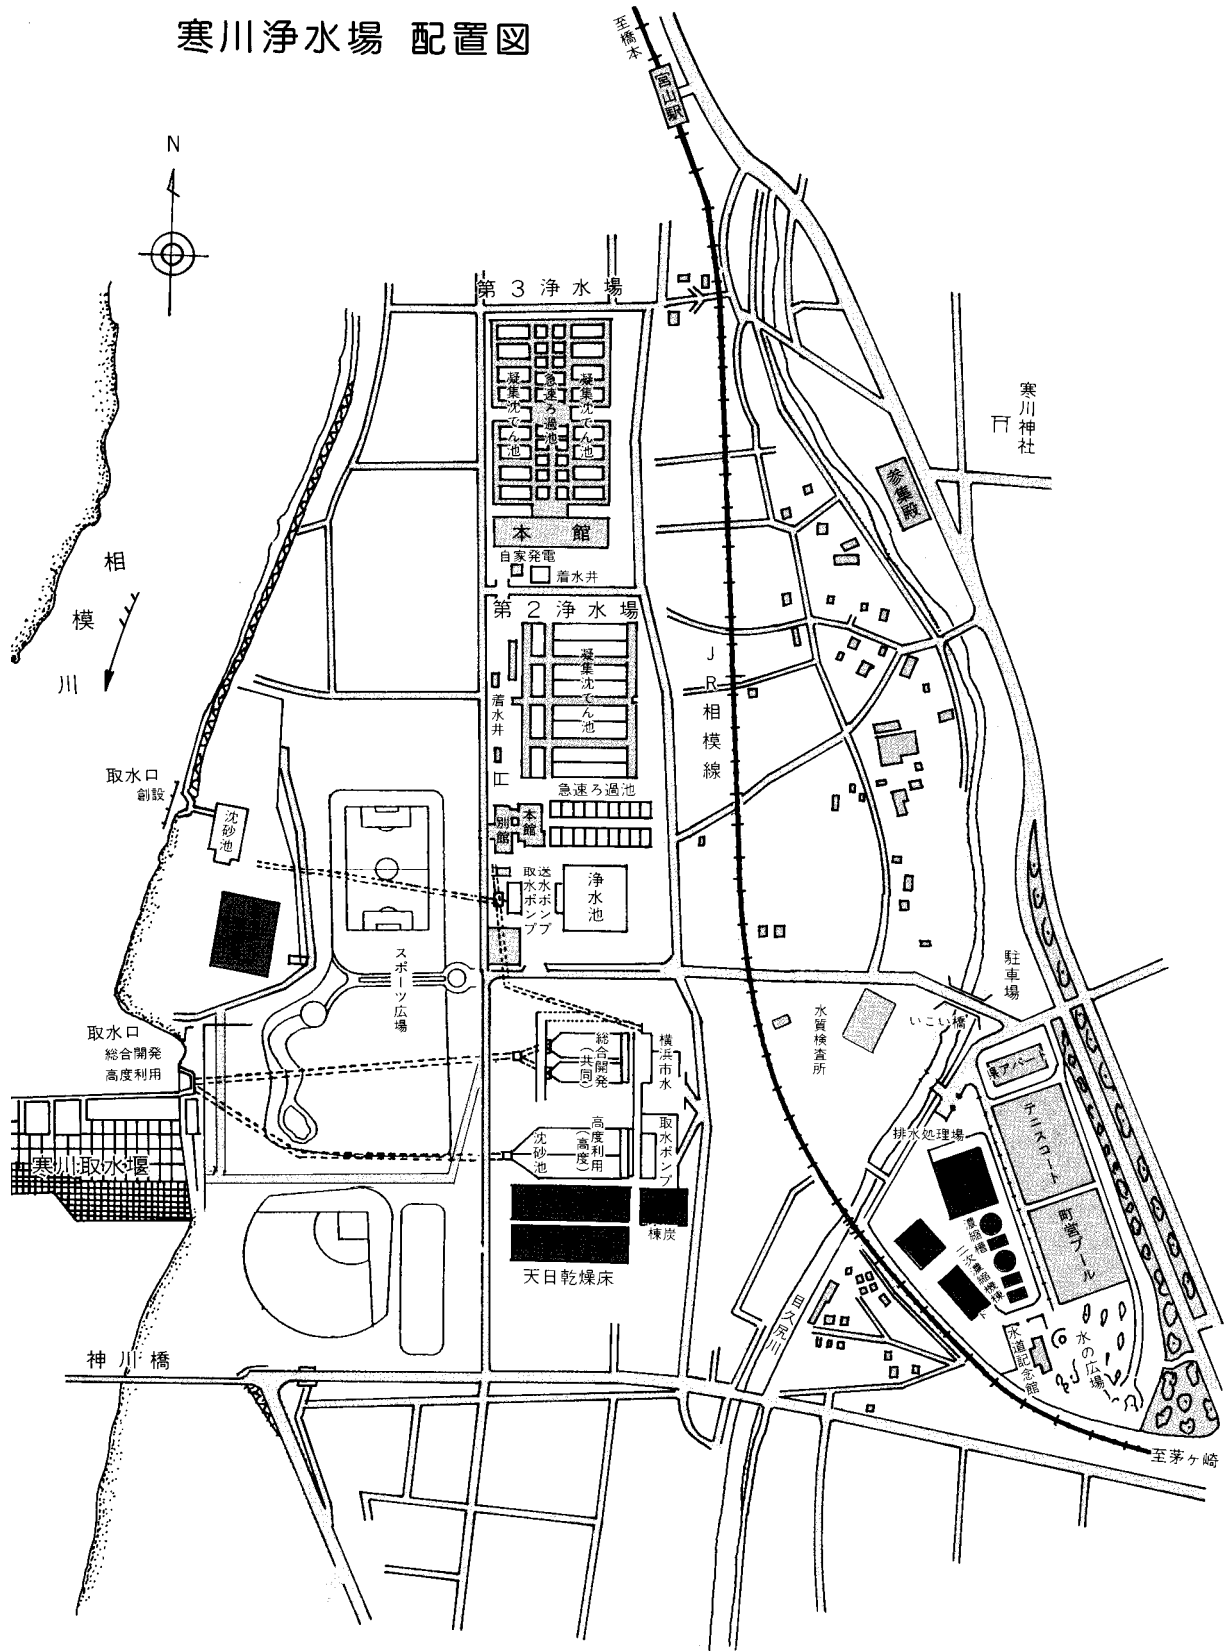 寒川浄水場 配置図
至橋本
宮山駅
N
第3浄水場
凝集沈でん池
急速ろ過池
凝集沈でん池
寒川神社
参集殿
本館
自家発電
着水井
相模川
第2浄水場
凝集沈でん池
着水井
JR相模線
取水口
創設
沈砂池
急速ろ過池
別館
本館
取水ポンプ
送水ポンプ
浄水池
スポーツ広場
駐車場
水質検査所
いこい橋
取水口
総合開発
高度利用
総合開発
(共同)
横浜市水
県アパート
テニスコート
排水処理場
寒川取水堰
沈砂池
高度利用
(高度)
取水ポンプ
濃縮槽
町営プール
棟炭
天日乾燥床
目久尻川
水道記念館
水の広場
神川橋
至茅ヶ崎